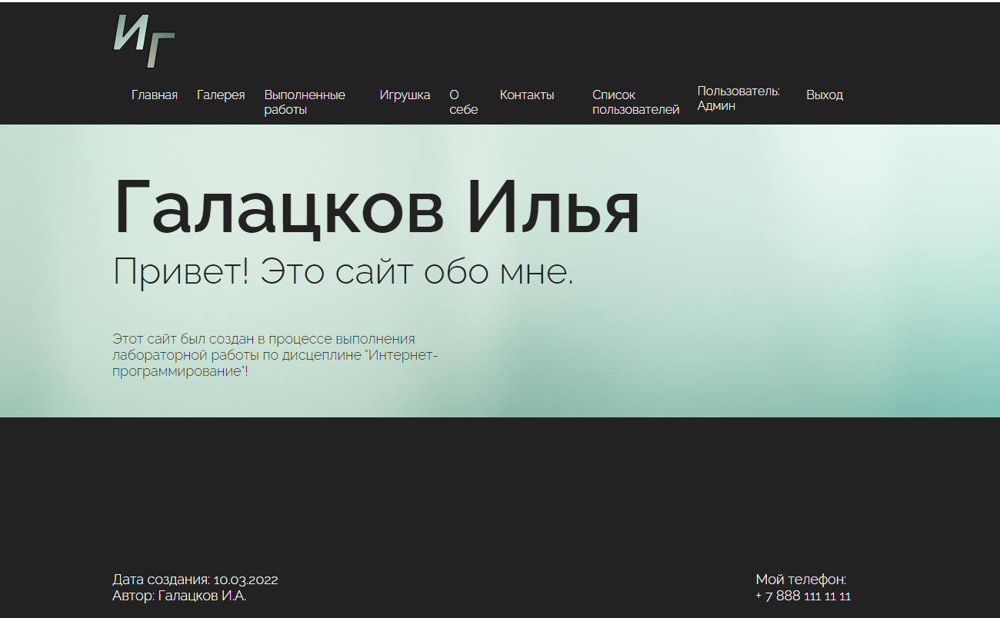 ИГ
Главная Галерея Выполненные работы Игрушка О себе Контакты Список пользователей Пользователь: Админ Выход
Галацков Илья
Привет! Это сайт обо мне.
Этот сайт был создан в процессе выполнения
лабораторной работы по дисцеплине "Интернет-
программирование"!
Дата создания: 10.03.2022
Автор: Галацков И.А.
Мой телефон:
+ 7 888 111 11 11